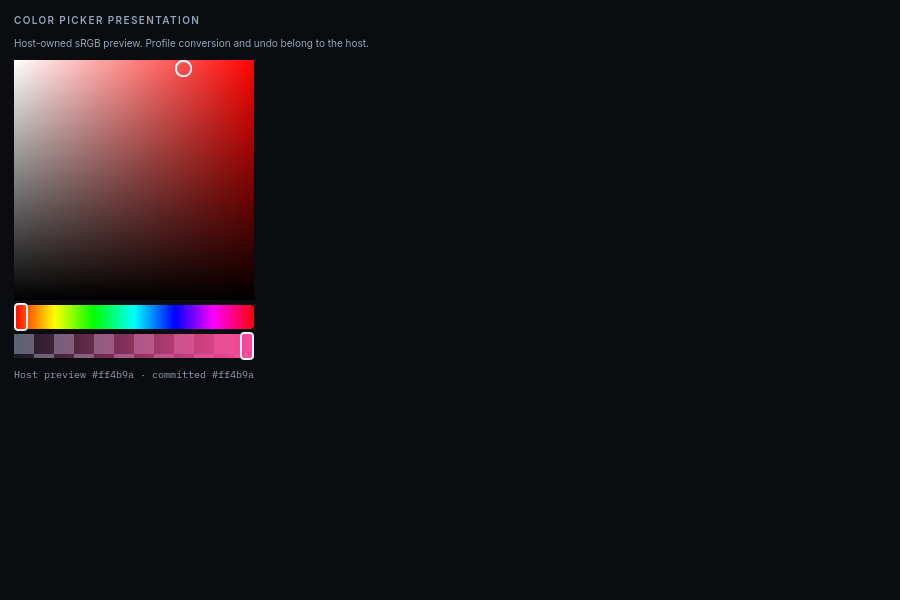 COLOR PICKER PRESENTATION
Host-owned sRGB preview. Profile conversion and undo belong to the host.
Host preview #ff4b9a · committed #ff4b9a